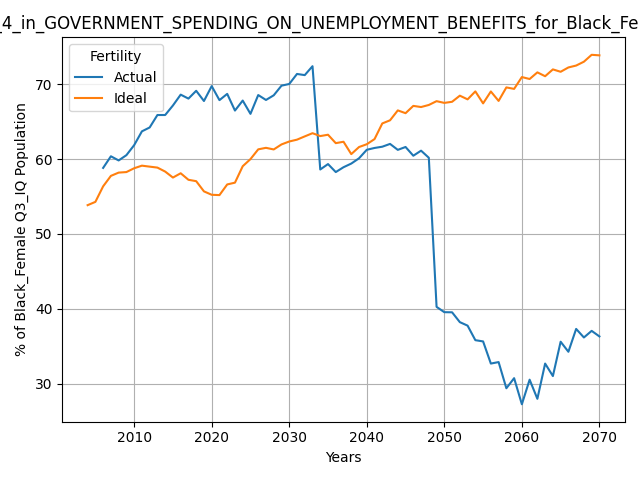 _4_in_GOVERNMENT_SPENDING_ON_UNEMPLOYMENT_BENEFITS_for_Black_Fe
Fertility
Actual
Ideal
70
60
50
40
30
% of Black_Female Q3_IQ Population
2010 2020 2030 2040 2050 2060 2070
Years